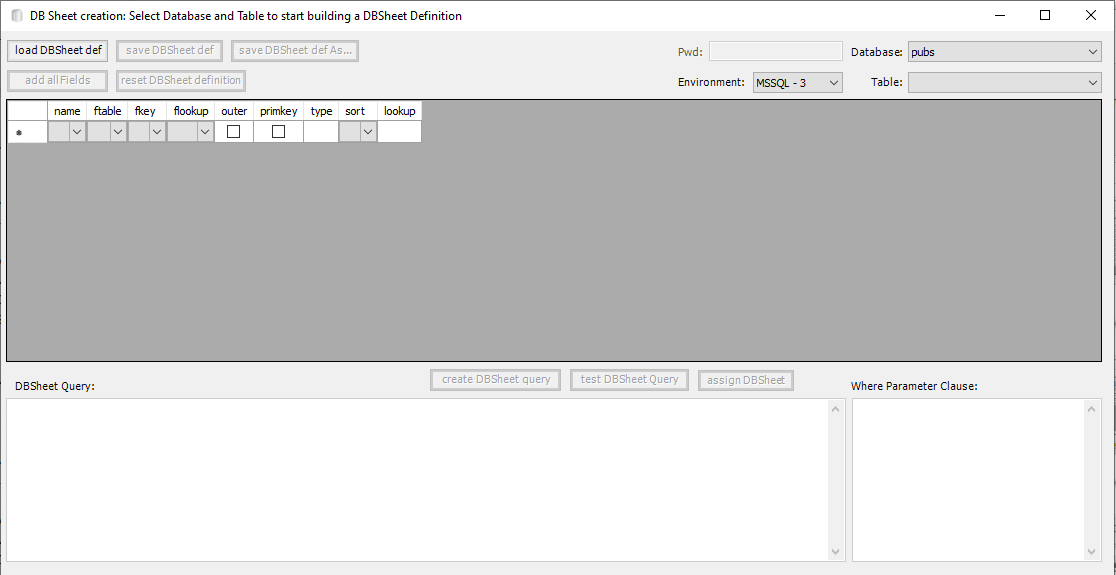 DB Sheet creation: Select Database and Table to start building a DBSheet Definition
load DBSheet def save DBSheet def save DBSheet def As... Pwd: Database: pubs
add all Fields reset DBSheet definition Environment: MSSQL - 3 Table:
name ftable fkey flookup outer primkey type sort lookup
DBSheet Query: create DBSheet query test DBSheet Query assign DBSheet Where Parameter Clause: